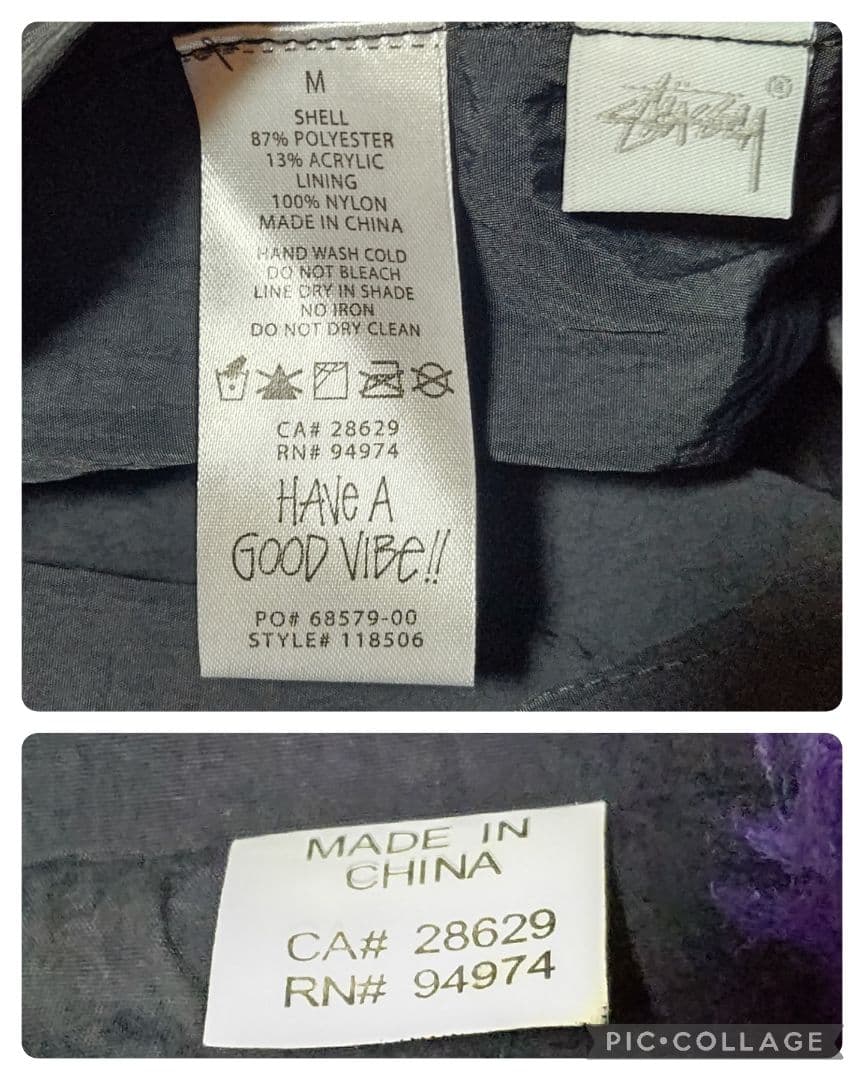 M
SHELL
87% POLYESTER
13% ACRYLIC
LINING
100% NYLON
MADE IN CHINA
HAND WASH COLD
DO NOT BLEACH
LINE DRY IN SHADE
NO IRON
DO NOT DRY CLEAN
CA# 28629
RN# 94974
HAVE A
GOOD VIBE!!
PO# 68579-00
STYLE# 118506
Stüssy ®
MADE IN
CHINA
CA# 28629
RN# 94974
PIC•COLLAGE